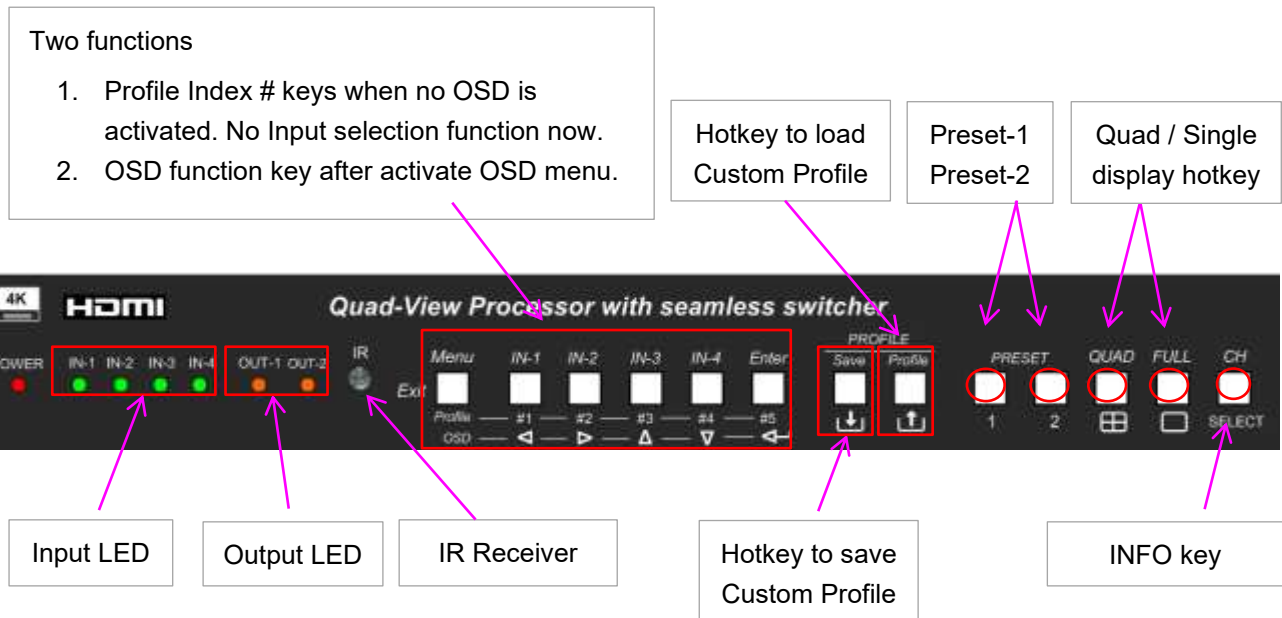 Two functions
1. Profile Index # keys when no OSD is
activated. No Input selection function now.
2. OSD function key after activate OSD menu.
Hotkey to load
Custom Profile
Preset-1
Preset-2
Quad / Single
display hotkey
4K
HDMI
Quad-View Processor with seamless switcher
PROFILE
OWER
IN-1 IN-2 IN-3 IN-4
OUT-1 OUT-2
IR
Menu IN-1 IN-2 IN-3 IN-4 Enter
Save Profile
PRESET
QUAD FULL CH
Exit
Profile #1 #2 #3 #4 #5
OSD
1 2
SELECT
Input LED
Output LED
IR Receiver
Hotkey to save
Custom Profile
INFO key